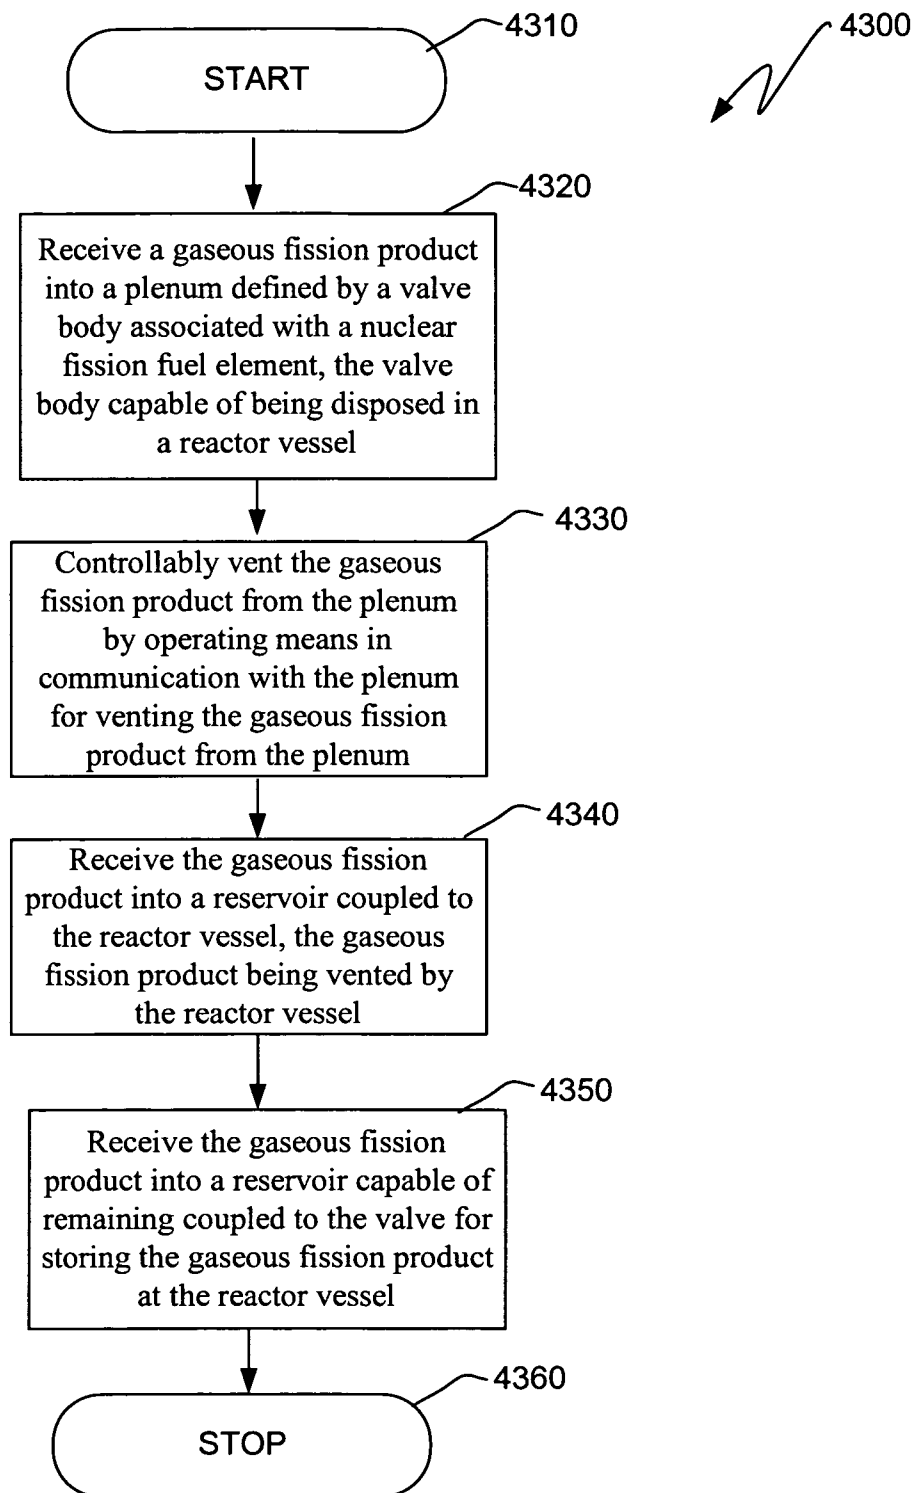 4310
4300
START
4320
Receive a gaseous fission product
into a plenum defined by a valve
body associated with a nuclear
fission fuel element, the valve
body capable of being disposed in
a reactor vessel
4330
Controllably vent the gaseous
fission product from the plenum
by operating means in
communication with the plenum
for venting the gaseous fission
product from the plenum
4340
Receive the gaseous fission
product into a reservoir coupled to
the reactor vessel, the gaseous
fission product being vented by
the reactor vessel
4350
Receive the gaseous fission
product into a reservoir capable of
remaining coupled to the valve for
storing the gaseous fission product
at the reactor vessel
4360
STOP